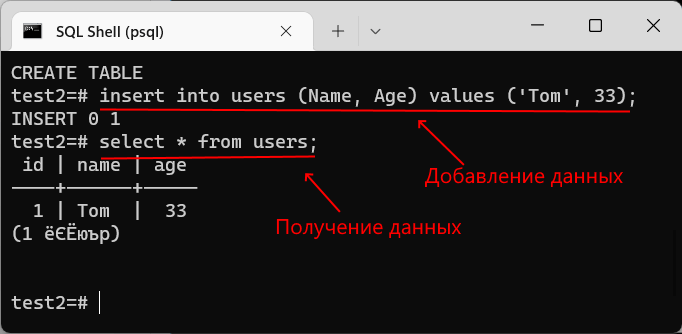 SQL Shell (psql)
CREATE TABLE
test2=# insert into users (Name, Age) values ('Tom', 33);
INSERT 0 1
test2=# select * from users;
Добавление данных
 id | name | age
----+------+-----
  1 | Tom  |  33
Получение данных
(1 ёЄЁюър)
test2=#